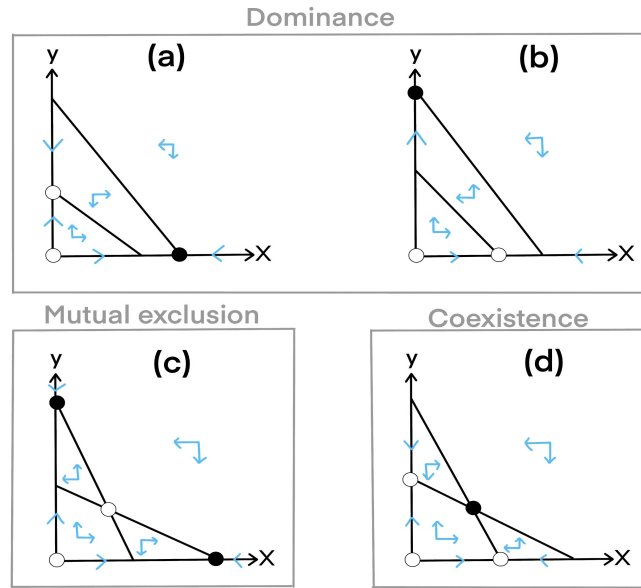 Dominance
(a)
y
X
(b)
y
X
Mutual exclusion
(c)
y
X
Coexistence
(d)
y
X